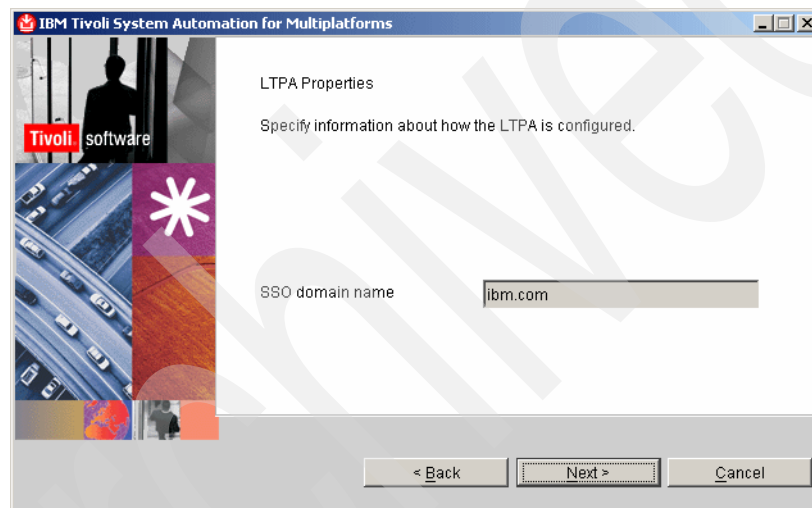 IBM Tivoli System Automation for Multiplatforms
LTPA Properties
Specify information about how the LTPA is configured.
Tivoli. software
SSO domain name
ibm.com
< Back
Next >
Cancel